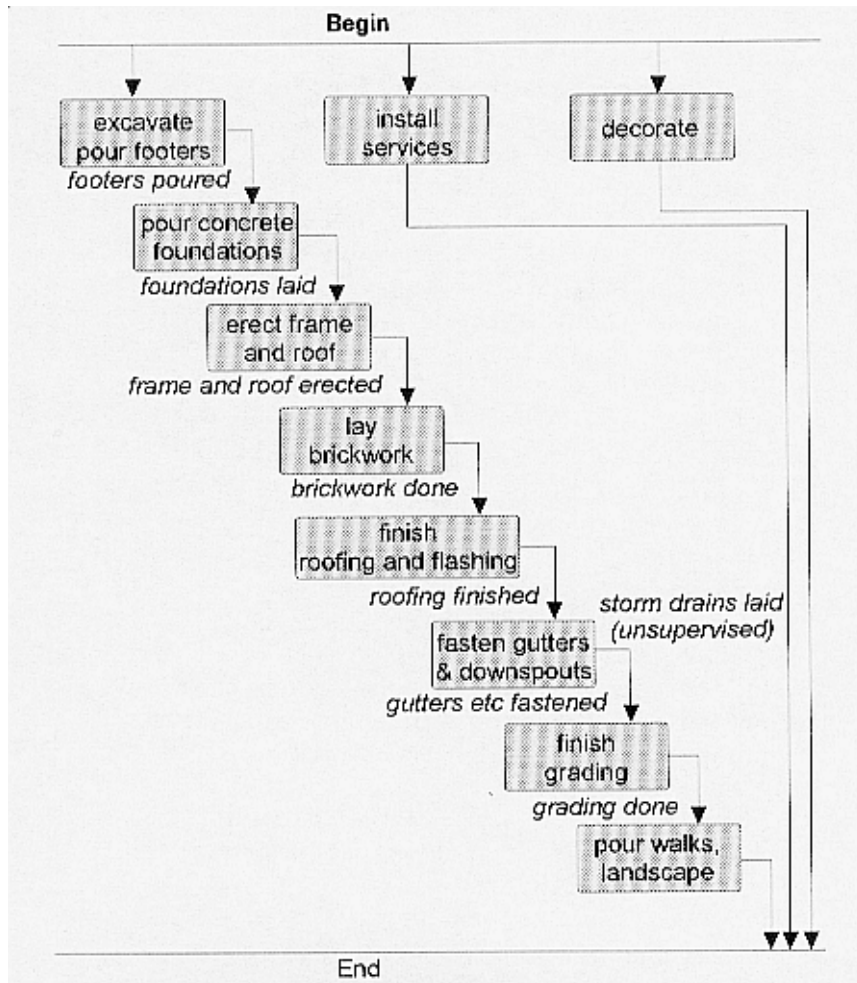 Begin
excavate
pour footers
install
services
decorate
footers poured
pour concrete
foundations
foundations laid
erect frame
and roof
frame and roof erected
lay
brickwork
brickwork done
finish
roofing and flashing
roofing finished
storm drains laid
(unsupervised)
fasten gutters
& downspouts
gutters etc fastened
finish
grading
grading done
pour walks,
landscape
End